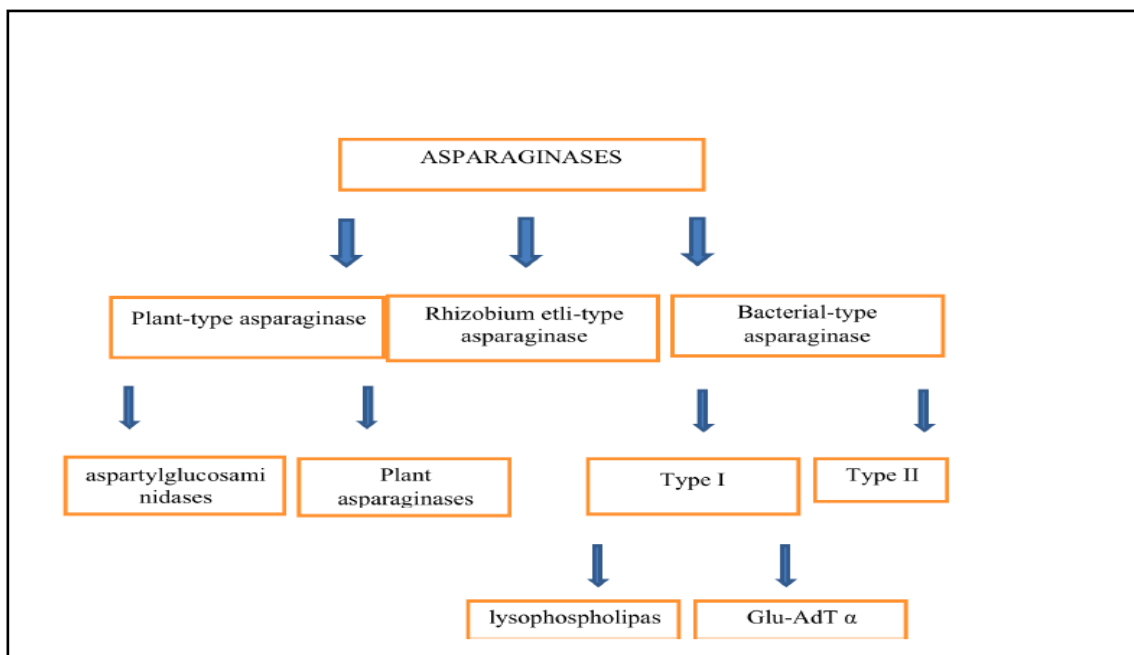 ASPARAGINASES
Plant-type asparaginase
Rhizobium etli-type
asparaginase
Bacterial-type
asparaginase
aspartylglucosami
nidases
Plant
asparaginases
Type I
Type II
lysophospholipas
Glu-AdT α